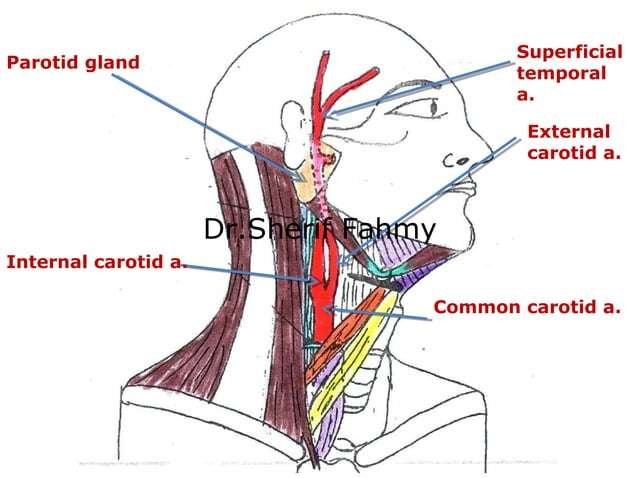 Parotid gland
Superficial
temporal
a.
External
carotid a.
Dr.Sherif Fahmy
Internal carotid a.
Common carotid a.